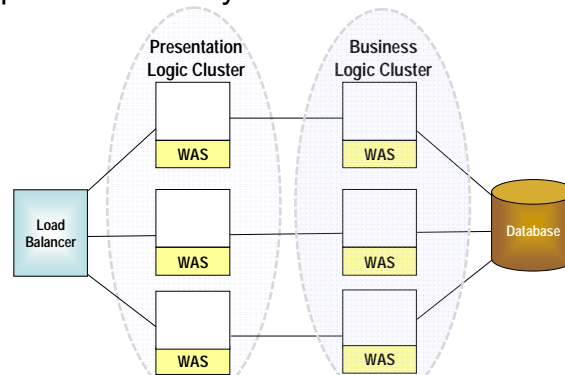 Presentation
Logic Cluster
Business
Logic Cluster
WAS
WAS
Load
Balancer
WAS
WAS
Database
WAS
WAS